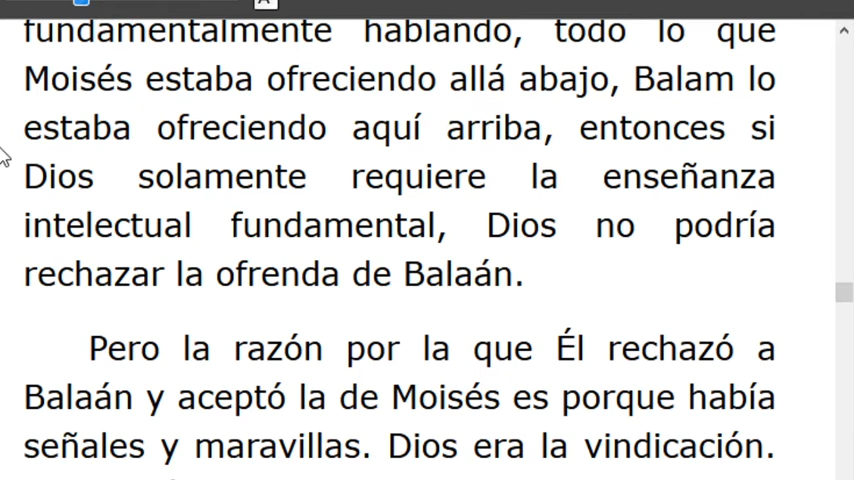 fundamentalmente hablando, todo lo que
Moisés estaba ofreciendo allá abajo, Balam lo
estaba ofreciendo aquí arriba, entonces si
Dios solamente requiere la enseñanza
intelectual fundamental, Dios no podría
rechazar la ofrenda de Balaán.
Pero la razón por la que Él rechazó a
Balaán y aceptó la de Moisés es porque había
señales y maravillas. Dios era la vindicación.